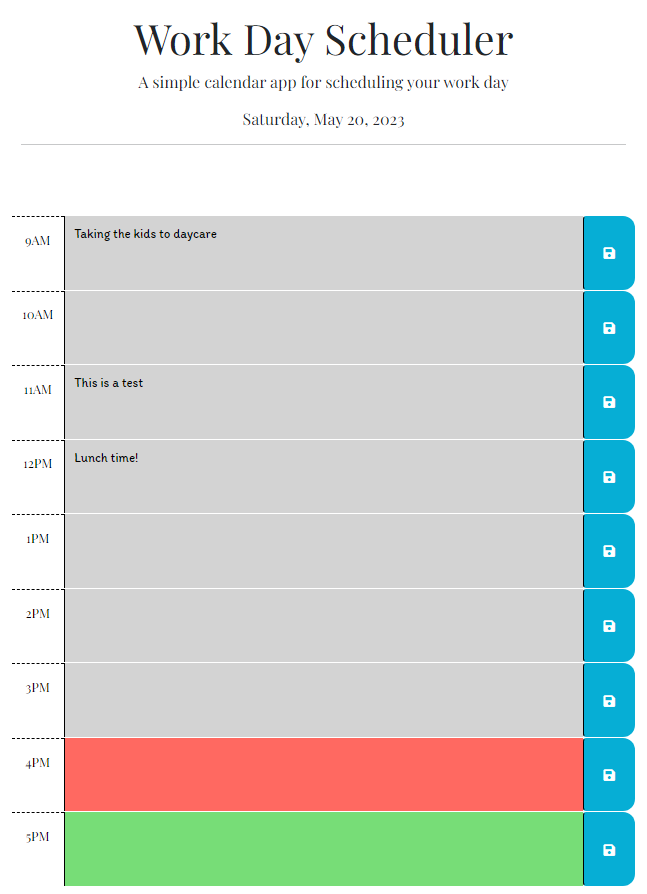 Work Day Scheduler
A simple calendar app for scheduling your work day
Saturday, May 20, 2023
9AM
Taking the kids to daycare
10AM
11AM
This is a test
12PM
Lunch time!
1PM
2PM
3PM
4PM
5PM